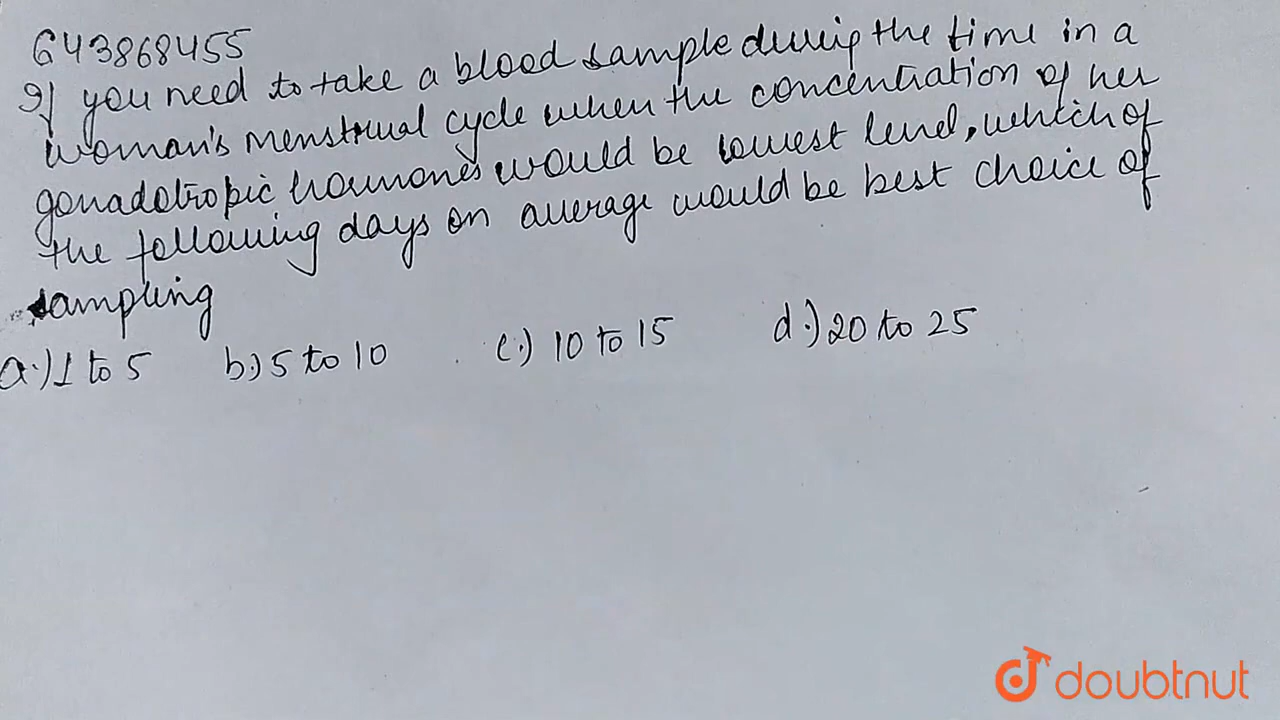 643868455
If you need to take a blood sample during the time in a
woman's menstrual cycle when the concentration of her
gonadotropic hormones would be lowest level, which of
the following days on average would be best choice of
sampling
a.) 1 to 5 b.) 5 to 10 c.) 10 to 15 d.) 20 to 25
doubtnut